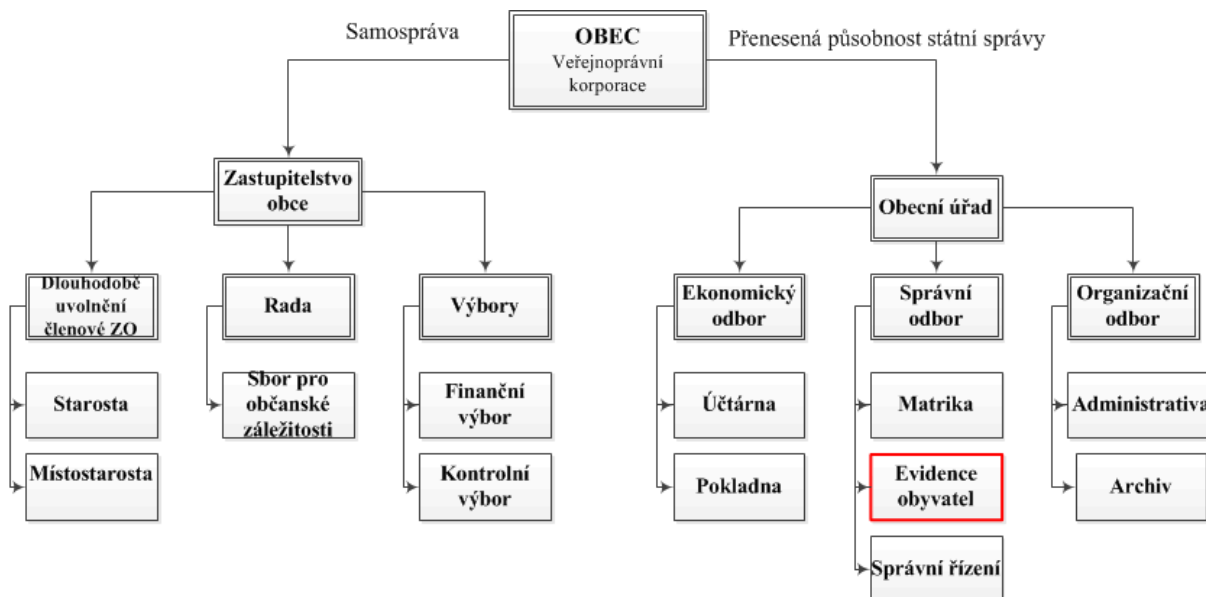 Samospráva
OBEC
Veřejnoprávní
korporace
Přenesená působnost státní správy
Zastupitelstvo
obce
Obecní úřad
Dlouhodobě
uvolnění
členové ZO
Rada
Výbory
Ekonomický
odbor
Správní
odbor
Organizační
odbor
Starosta
Sbor pro
občanské
záležitosti
Finanční
výbor
Účtárna
Matrika
Administrativa
Místostarosta
Kontrolní
výbor
Pokladna
Evidence
obyvatel
Archiv
Správní řízení